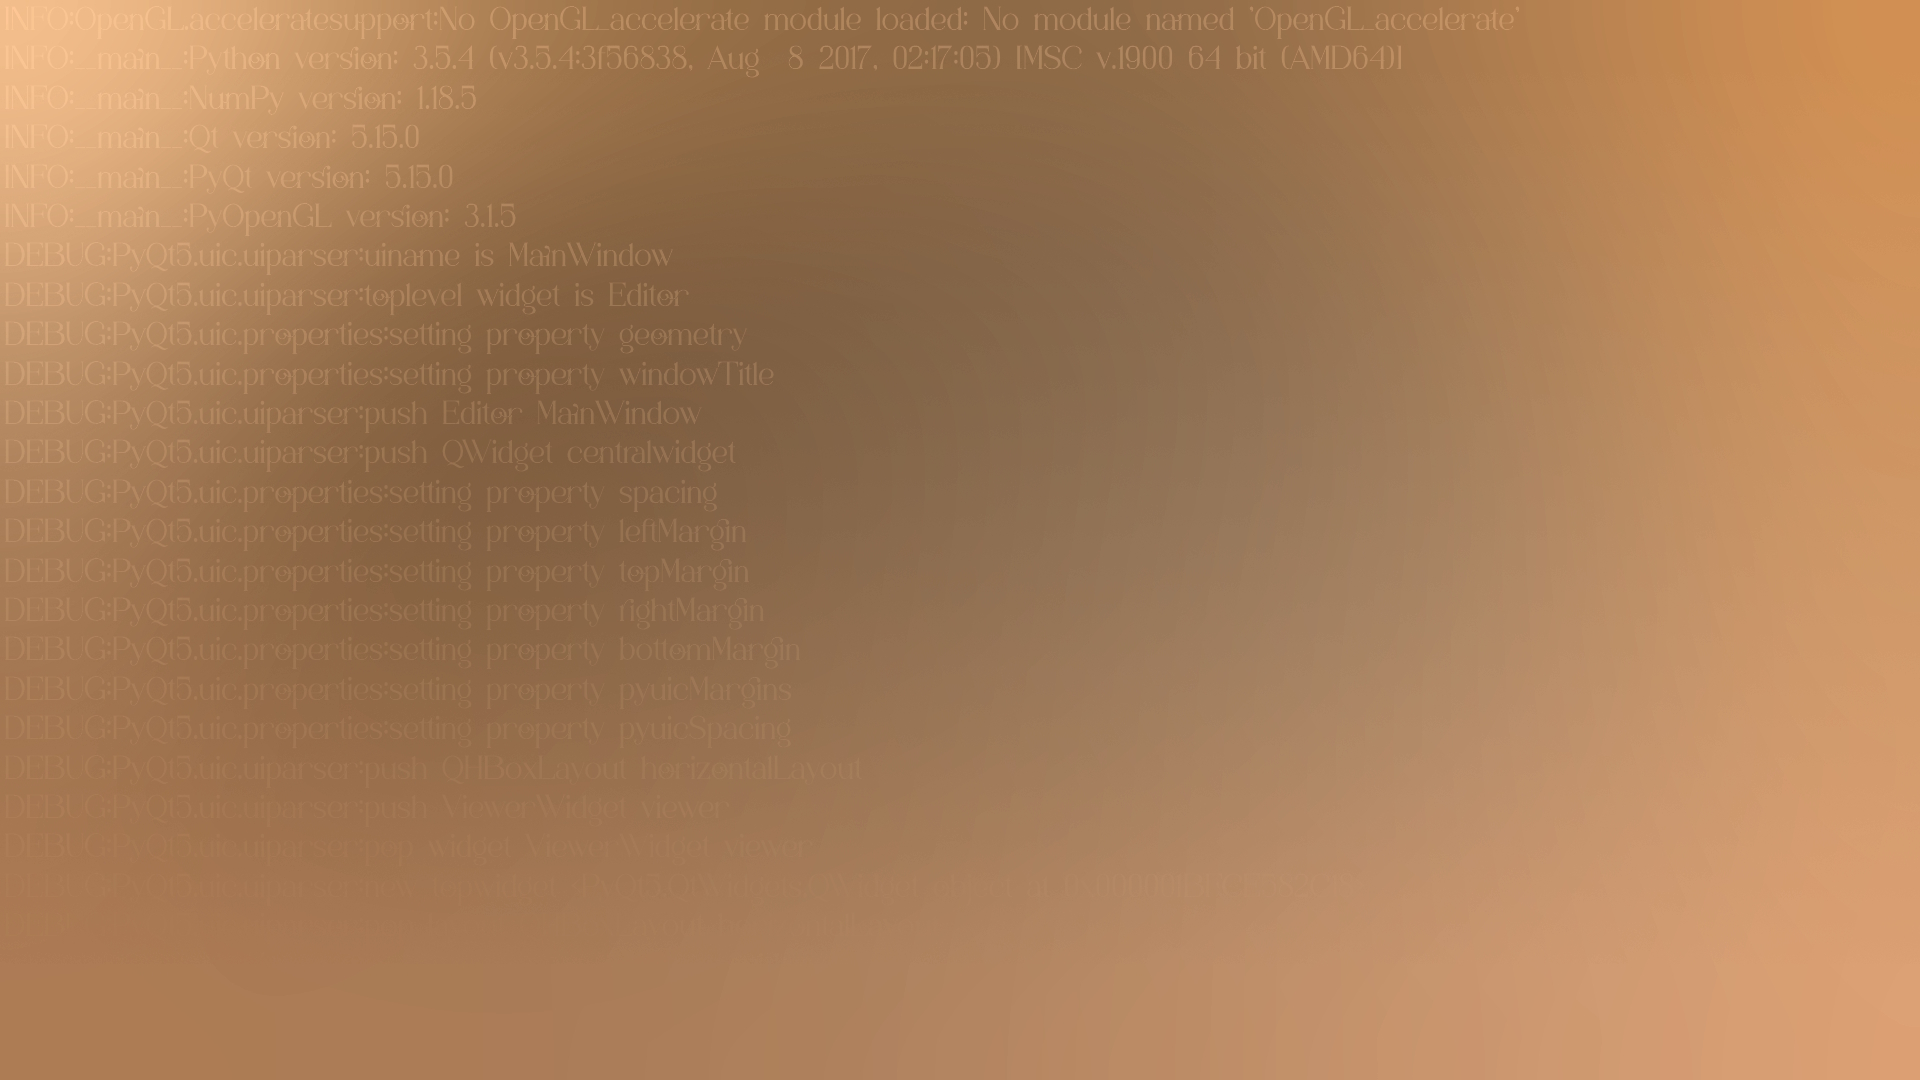 INFO:OpenGL.acceleratesupport:No OpenGL_accelerate module loaded: No module named 'OpenGL_accelerate'
INFO:__main__:Python version: 3.5.4 (v3.5.4:3f56838, Aug  8 2017, 02:17:05) [MSC v.1900 64 bit (AMD64)]
INFO:__main__:NumPy version: 1.18.5
INFO:__main__:Qt version: 5.15.0
INFO:__main__:PyQt version: 5.15.0
INFO:__main__:PyOpenGL version: 3.1.5
DEBUG:PyQt5.uic.uiparser:uiname is MainWindow
DEBUG:PyQt5.uic.uiparser:toplevel widget is Editor
DEBUG:PyQt5.uic.properties:setting property geometry
DEBUG:PyQt5.uic.properties:setting property windowTitle
DEBUG:PyQt5.uic.uiparser:push Editor MainWindow
DEBUG:PyQt5.uic.uiparser:push QWidget centralwidget
DEBUG:PyQt5.uic.properties:setting property spacing
DEBUG:PyQt5.uic.properties:setting property leftMargin
DEBUG:PyQt5.uic.properties:setting property topMargin
DEBUG:PyQt5.uic.properties:setting property rightMargin
DEBUG:PyQt5.uic.properties:setting property bottomMargin
DEBUG:PyQt5.uic.properties:setting property pyuicMargins
DEBUG:PyQt5.uic.properties:setting property pyuicSpacing
DEBUG:PyQt5.uic.uiparser:push QHBoxLayout horizontalLayout
DEBUG:PyQt5.uic.uiparser:push ViewerWidget viewer
DEBUG:PyQt5.uic.uiparser:pop widget ViewerWidget viewer
DEBUG:PyQt5.uic.uiparser:new topwidget